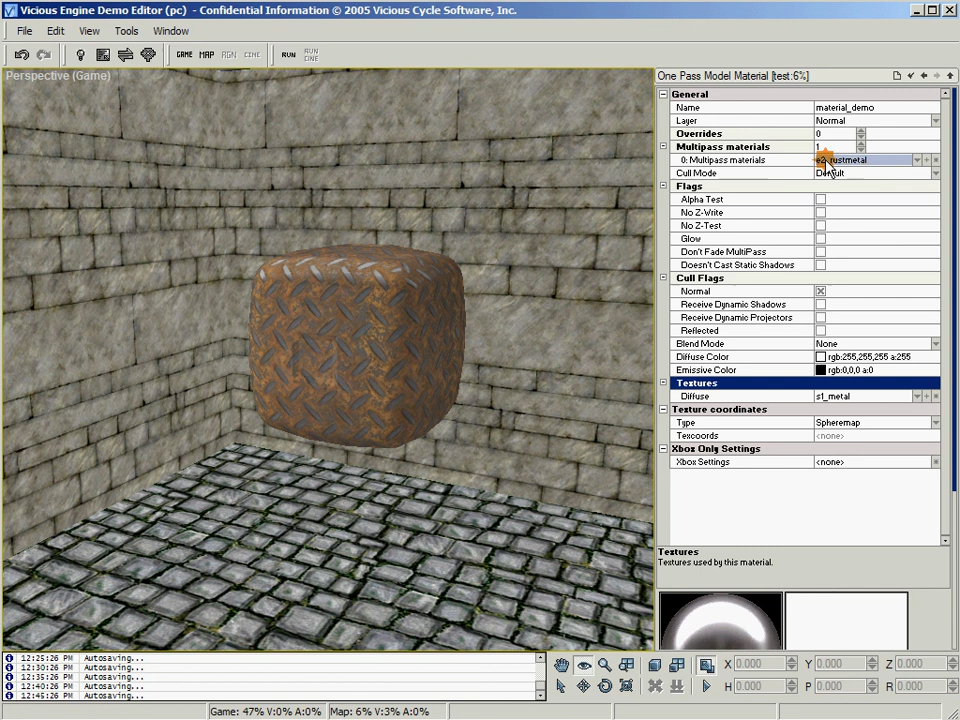 Vicious Engine Demo Editor (pc) - Confidential Information © 2005 Vicious Cycle Software, Inc.
File Edit View Tools Window
GAME MAP RGN CINE RUN RUN ONE
Perspective (Game)
One Pass Model Material [test:6%]
General
Name material_demo
Layer Normal
Overrides 0
Multipass materials 1
0: Multipass materials rustmetal
Cull Mode Default
Flags
Alpha Test
No Z-Write
No Z-Test
Glow
Don't Fade MultiPass
Doesn't Cast Static Shadows
Cull Flags
Normal
Receive Dynamic Shadows
Receive Dynamic Projectors
Reflected
Blend Mode None
Diffuse Color rgb:255,255,255 a:255
Emissive Color rgb:0,0,0 a:0
Textures
Diffuse s1_metal
Texture coordinates
Type Spheremap
Texcoords <none>
Xbox Only Settings
Xbox Settings <none>
Textures
Textures used by this material.
12:25:26 PM Autosaving...
12:30:26 PM Autosaving...
12:35:26 PM Autosaving...
12:40:26 PM Autosaving...
12:45:26 PM Autosaving...
X 0.000 Y 0.000 Z 0.000
H 0.000 P 0.000 R 0.000
Game: 47% V:0% A:0% Map: 6% V:3% A:0%